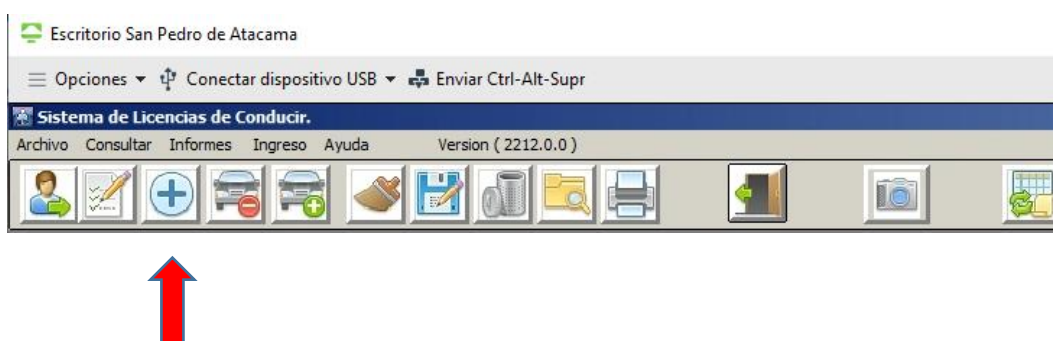 Escritorio San Pedro de Atacama
Opciones Conectar dispositivo USB Enviar Ctrl-Alt-Supr
Sistema de Licencias de Conducir.
Archivo Consultar Informes Ingreso Ayuda Version ( 2212.0.0 )